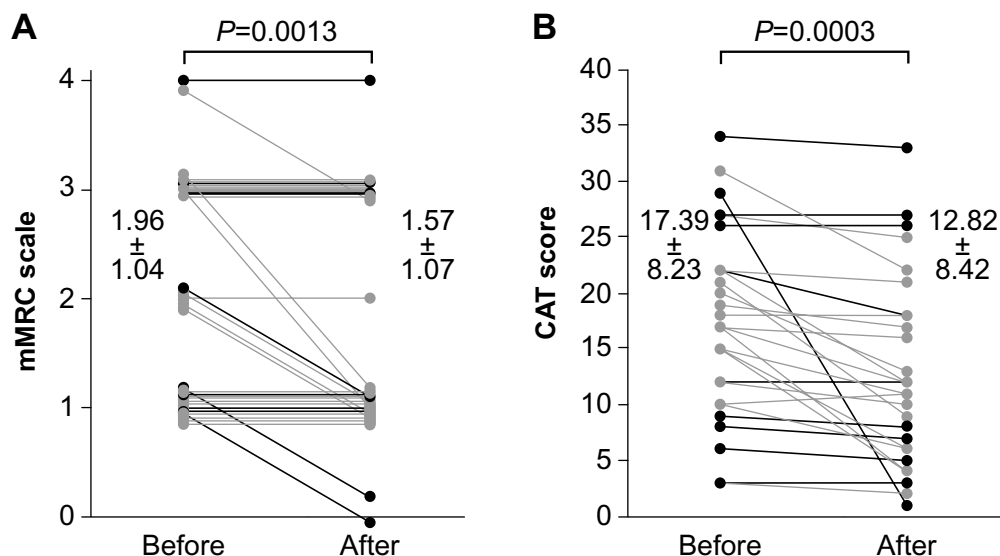 A
P=0.0013
mMRC scale
4
3
2
1
0
1.96
±
1.04
1.57
±
1.07
Before
After
B
P=0.0003
CAT score
40
35
30
25
20
15
10
5
0
17.39
±
8.23
12.82
±
8.42
Before
After